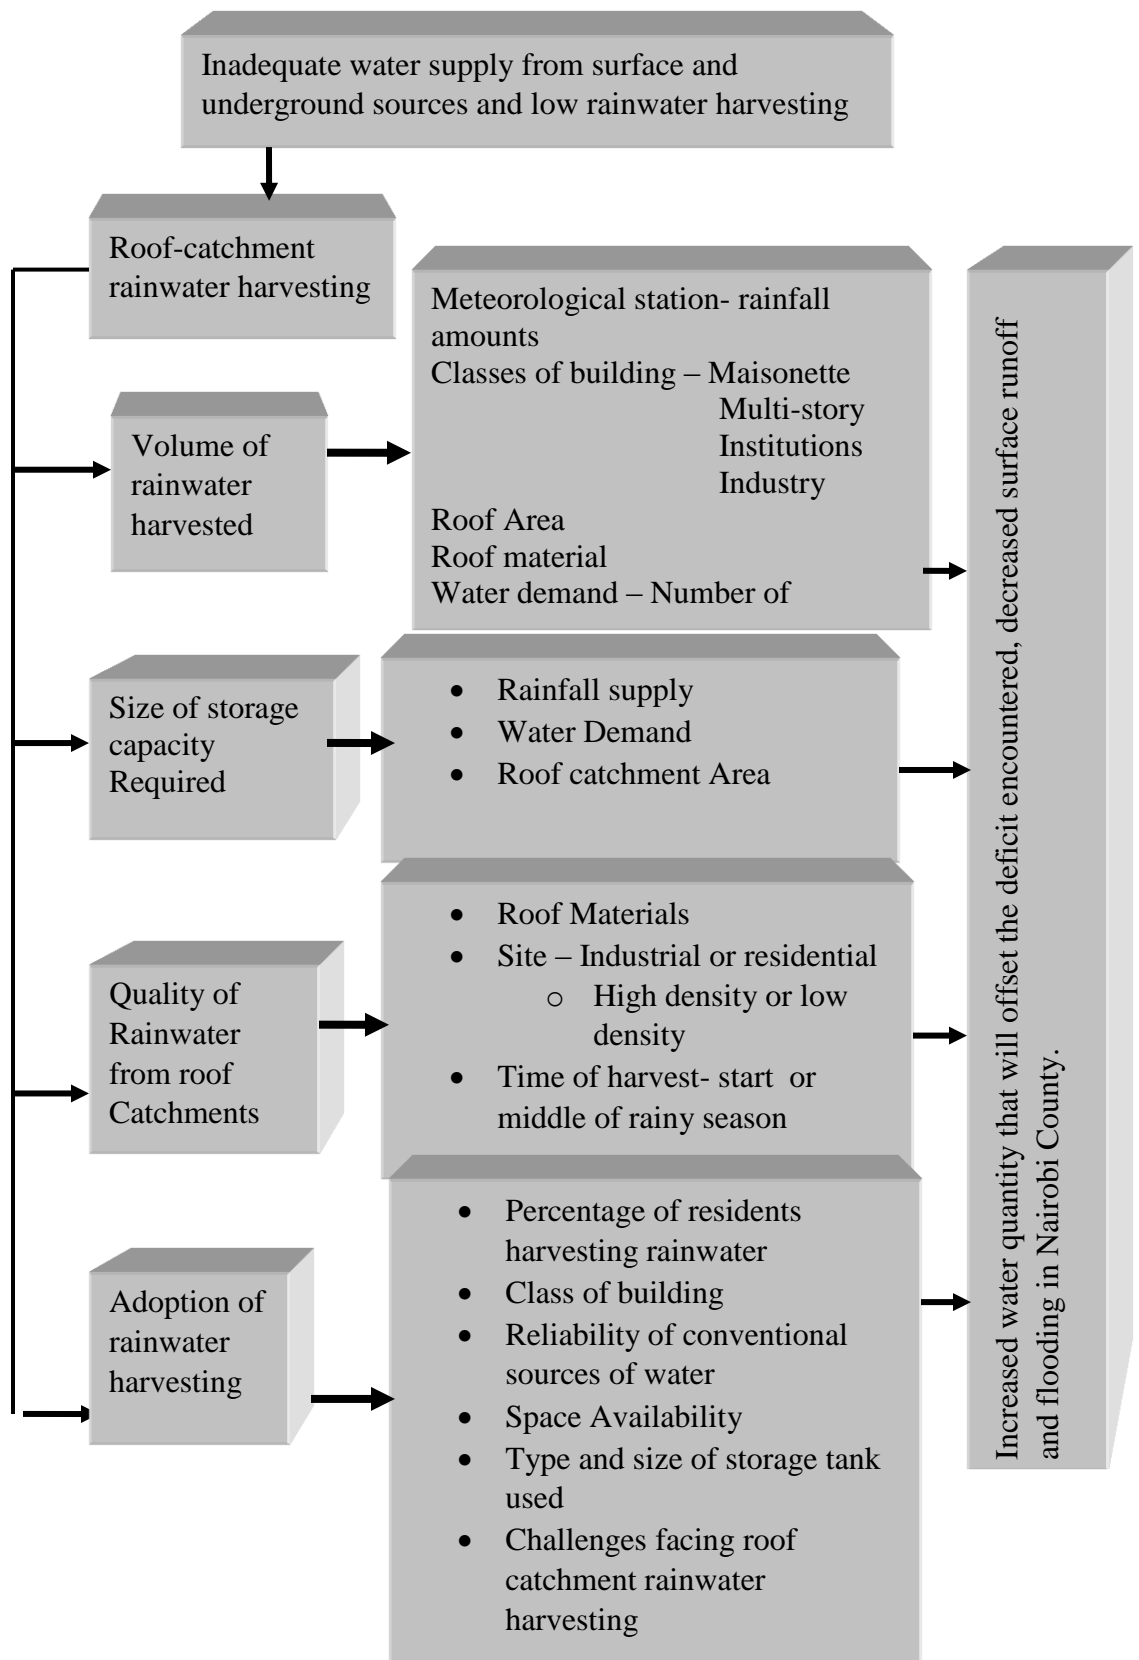 Inadequate water supply from surface and
underground sources and low rainwater harvesting
Roof-catchment
rainwater harvesting
Meteorological station- rainfall
amounts
Classes of building – Maisonette
Multi-story
Institutions
Industry
Roof Area
Roof material
Water demand – Number of
Volume of
rainwater
harvested
Size of storage
capacity
Required
• Rainfall supply
• Water Demand
• Roof catchment Area
Quality of
Rainwater
from roof
Catchments
• Roof Materials
• Site – Industrial or residential
o High density or low
density
• Time of harvest- start or
middle of rainy season
Adoption of
rainwater
harvesting
• Percentage of residents
harvesting rainwater
• Class of building
• Reliability of conventional
sources of water
• Space Availability
• Type and size of storage tank
used
• Challenges facing roof
catchment rainwater
harvesting
Increased water quantity that will offset the deficit encountered, decreased surface runoff
and flooding in Nairobi County.